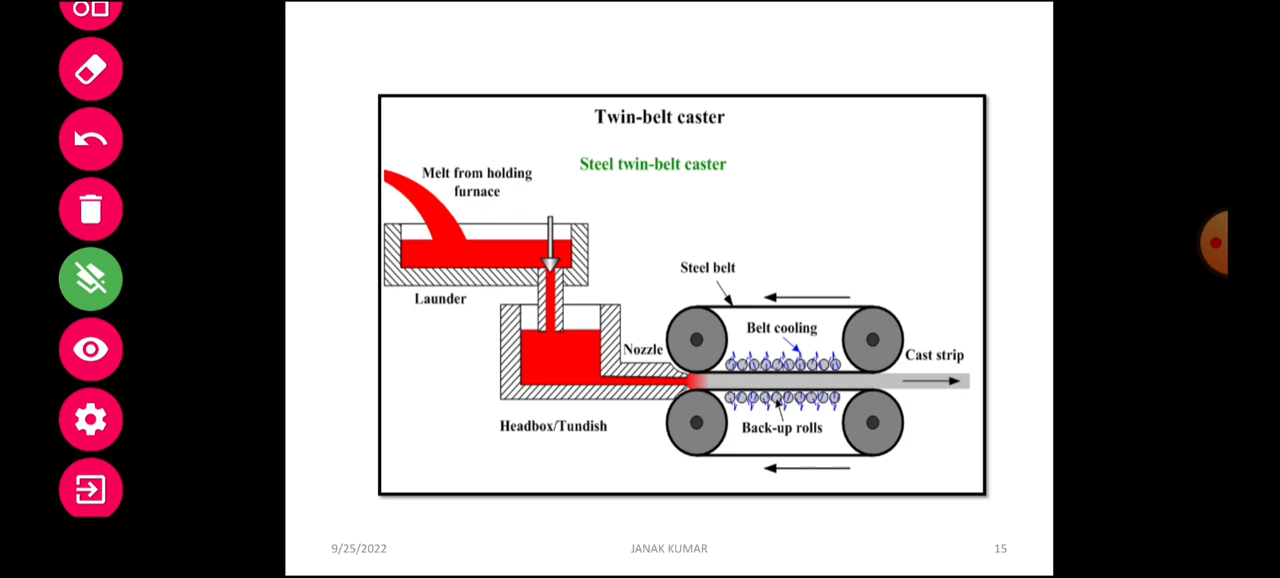 Twin-belt caster
Steel twin-belt caster
Melt from holding
furnace
Launder
Steel belt
Belt cooling
Nozzle
Cast strip
Headbox/Tundish
Back-up rolls
9/25/2022
JANAK KUMAR
15